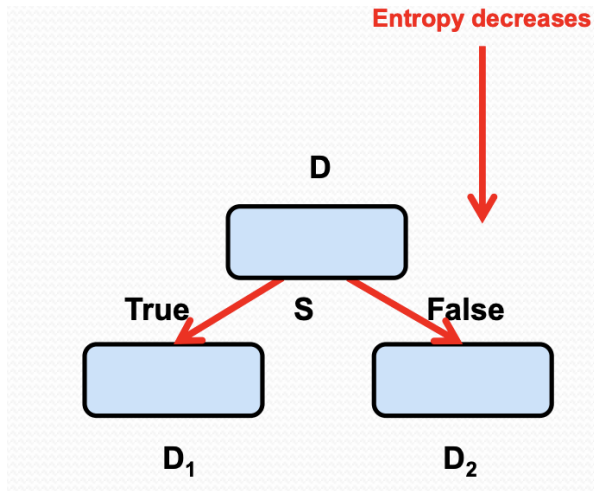 Entropy decreases
D
True S False
D₁ D₂